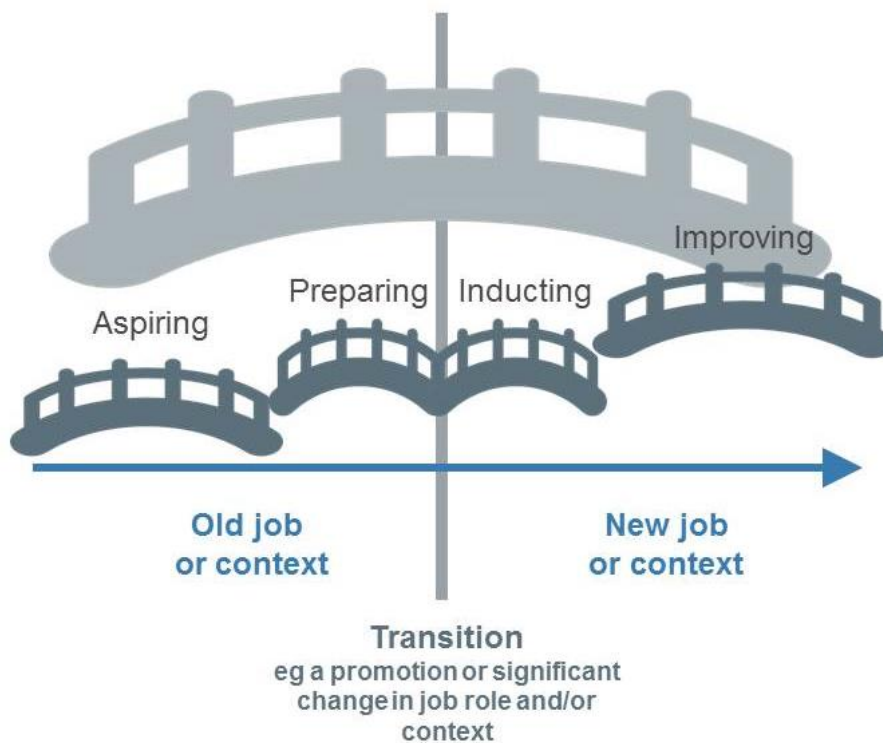 Improving
Preparing
Inducting
Aspiring
Old job
or context
New job
or context
Transition
eg a promotion or significant
change in job role and/or
context